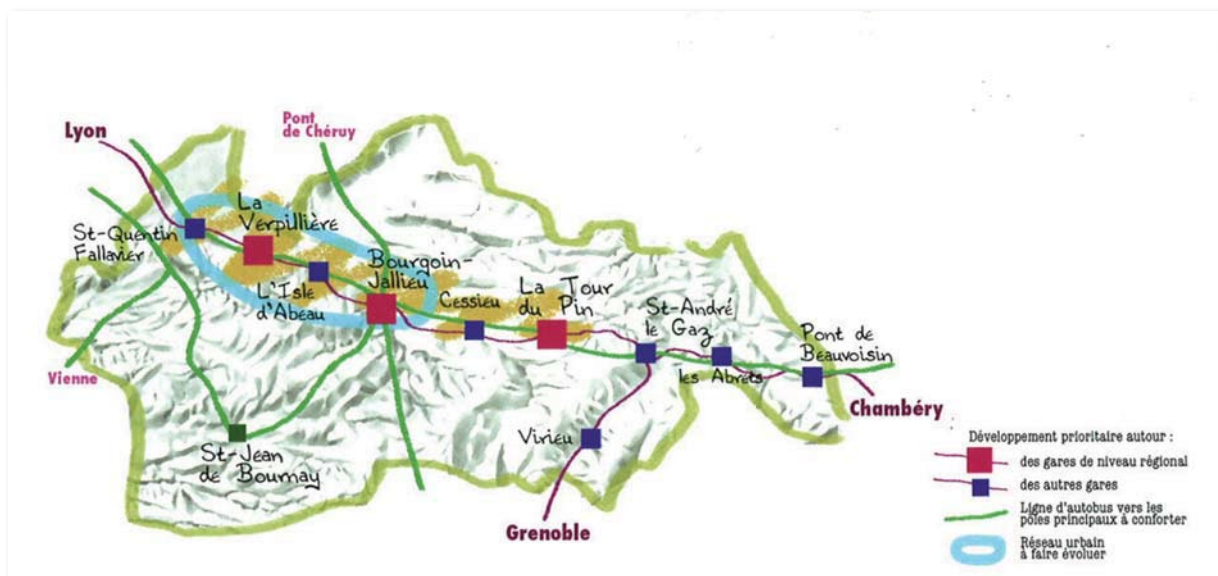 Lyon
Pont
de Chéruy
La
Verpillière
St-Quentin
Fallavier
Bourgoin-
Jallieu
L'Isle
d'Abeau
Cessieu
La Tour
du Pin
St-André
le Gaz
Pont de
Beauvoisin
les Abrets
Vienne
Chambéry
Virieu
St-Jean
de Bournay
Grenoble
Développement prioritaire autour :
des gares de niveau régional
des autres gares
Ligne d'autobus vers les
pôles principaux à conforter
Réseau urbain
à faire évoluer